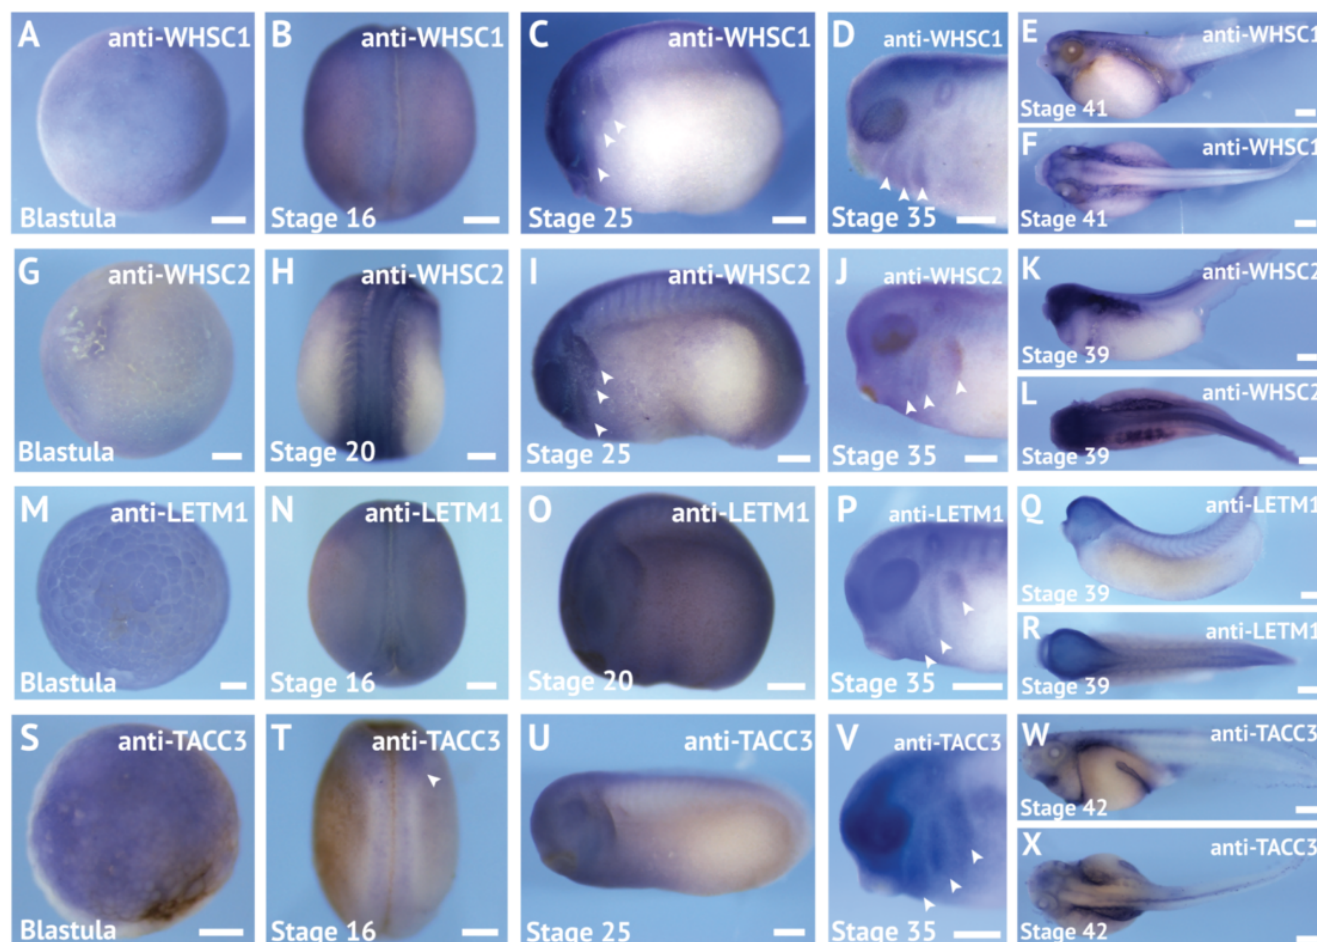 A anti-WHSC1
Blastula
B anti-WHSC1
Stage 16
C anti-WHSC1
Stage 25
D anti-WHSC1
Stage 35
E anti-WHSC1
Stage 41
F anti-WHSC1
Stage 41
G anti-WHSC2
Blastula
H anti-WHSC2
Stage 20
I anti-WHSC2
Stage 25
J anti-WHSC2
Stage 35
K anti-WHSC2
Stage 39
L anti-WHSC2
Stage 39
M anti-LETM1
Blastula
N anti-LETM1
Stage 16
O anti-LETM1
Stage 20
P anti-LETM1
Stage 35
Q anti-LETM1
Stage 39
R anti-LETM1
Stage 39
S anti-TACC3
Blastula
T anti-TACC3
Stage 16
U anti-TACC3
Stage 25
V anti-TACC3
Stage 35
W anti-TACC3
Stage 42
X anti-TACC3
Stage 42